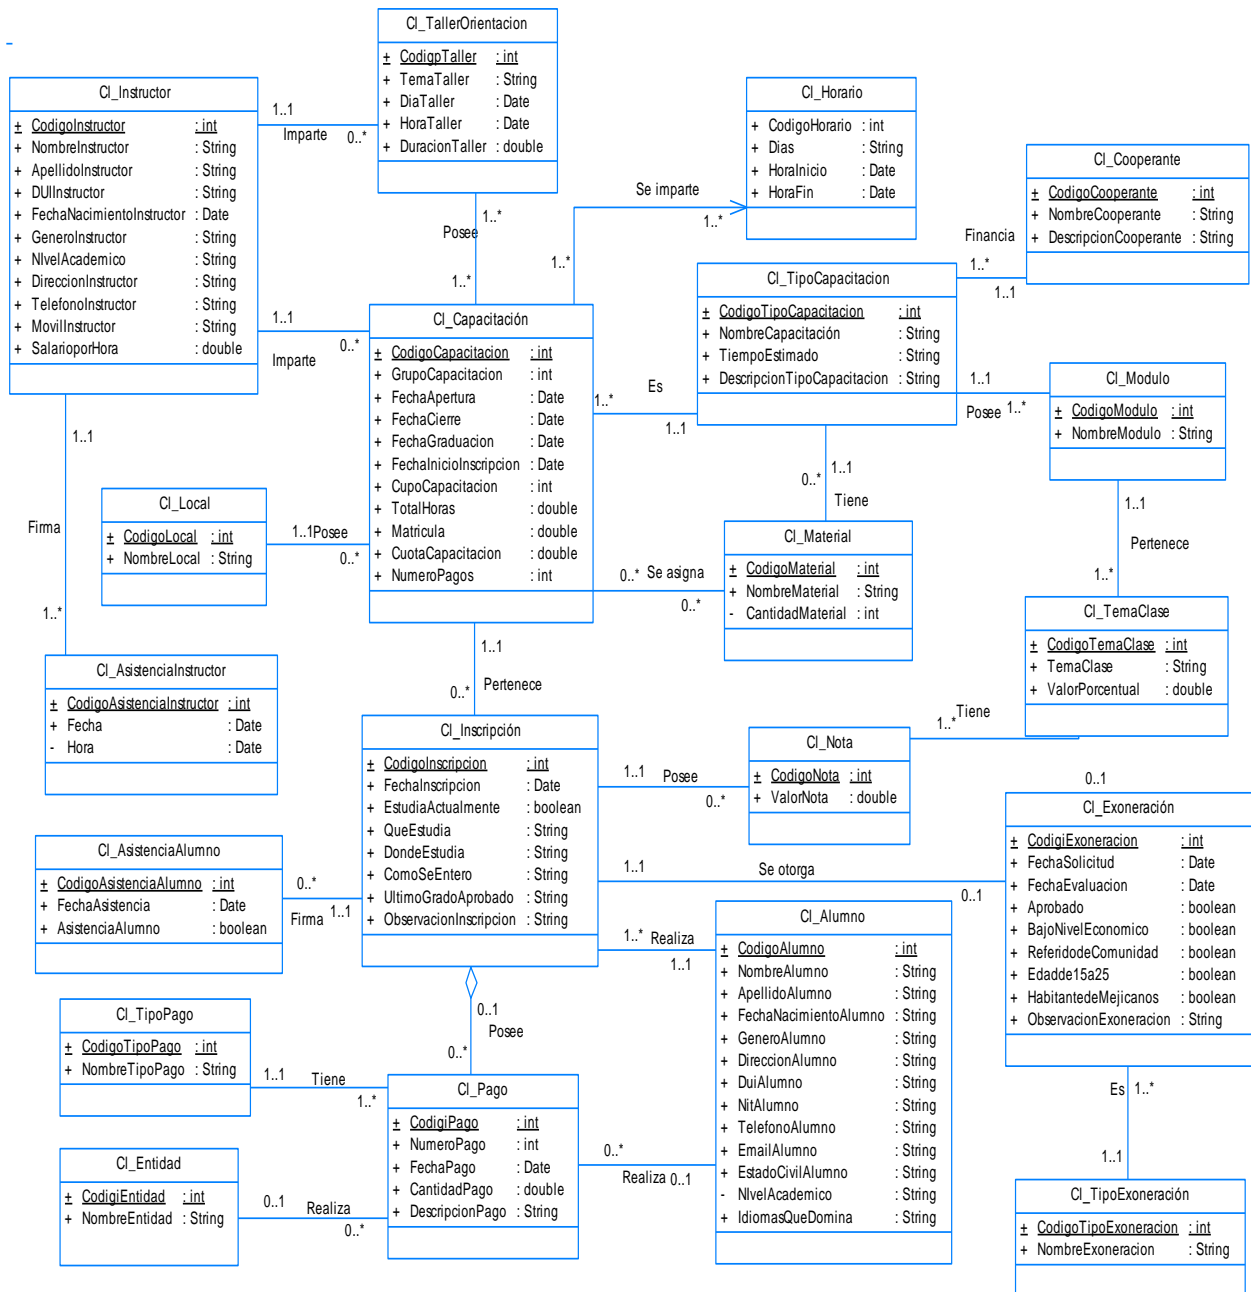 Cl_TallerOrientacion
+ CodigpTaller : int
+ TemaTaller : String
+ DiaTaller : Date
+ HoraTaller : Date
+ DuracionTaller : double
Cl_Instructor
+ CodigoInstructor : int
+ NombreInstructor : String
+ ApellidoInstructor : String
+ DUIInstructor : String
+ FechaNacimientoInstructor : Date
+ GeneroInstructor : String
+ NIvelAcademico : String
+ DireccionInstructor : String
+ TelefonoInstructor : String
+ MovilInstructor : String
+ SalarioporHora : double
1..1
Imparte
0..*
Cl_Horario
+ CodigoHorario : int
+ Dias : String
+ HoraInicio : Date
+ HoraFin : Date
Se imparte
1..*
1..*
Cl_Cooperante
+ CodigoCooperante : int
+ NombreCooperante : String
+ DescripcionCooperante : String
Financia
1..*
1..1
1..*
Posee
1..*
Cl_TipoCapacitacion
+ CodigoTipoCapacitacion : int
+ NombreCapacitación : String
+ TiempoEstimado : String
+ DescripcionTipoCapacitacion : String
1..1
Imparte
0..*
Cl_Capacitación
+ CodigoCapacitacion : int
+ GrupoCapacitacion : int
+ FechaApertura : Date
+ FechaCierre : Date
+ FechaGraduacion : Date
+ FechaInicioInscripcion : Date
+ CupoCapacitacion : int
+ TotalHoras : double
+ Matricula : double
+ CuotaCapacitacion : double
+ NumeroPagos : int
Es
1..*
1..1
1..1
Posee 1..*
Cl_Modulo
+ CodigoModulo : int
+ NombreModulo : String
1..1
Firma
1..*
Cl_Local
+ CodigoLocal : int
+ NombreLocal : String
1..1 Posee
0..*
1..1
0..*
Tiene
Cl_Material
+ CodigoMaterial : int
+ NombreMaterial : String
- CantidadMaterial : int
0..* Se asigna
0..*
1..1
Pertenece
1..*
Cl_TemaClase
+ CodigoTemaClase : int
+ TemaClase : String
+ ValorPorcentual : double
Cl_AsistenciaInstructor
+ CodigoAsistenciaInstructor : int
+ Fecha : Date
- Hora : Date
1..1
Pertenece
0..*
Tiene
1..*
Cl_Inscripción
+ CodigoInscripcion : int
+ FechaInscripcion : Date
+ EstudiaActualmente : boolean
+ QueEstudia : String
+ DondeEstudia : String
+ ComoSeEntero : String
+ UltimoGradoAprobado : String
+ ObservacionInscripcion : String
1..1 Posee
0..*
Cl_Nota
+ CodigoNota : int
+ ValorNota : double
0..1
Cl_Exoneración
+ CodigiExoneracion : int
+ FechaSolicitud : Date
+ FechaEvaluacion : Date
+ Aprobado : boolean
+ BajoNivelEconomico : boolean
+ ReferidodeComunidad : boolean
+ Edadde15a25 : boolean
+ HabitantedeMejicanos : boolean
+ ObservacionExoneracion : String
1..1
Se otorga
0..1
Cl_AsistenciaAlumno
+ CodigoAsistenciaAlumno : int
+ FechaAsistencia : Date
+ AsistenciaAlumno : boolean
0..*
Firma 1..1
1..* Realiza
1..1
Cl_Alumno
+ CodigoAlumno : int
+ NombreAlumno : String
+ ApellidoAlumno : String
+ FechaNacimientoAlumno : String
+ GeneroAlumno : String
+ DireccionAlumno : String
+ DuiAlumno : String
+ NitAlumno : String
+ TelefonoAlumno : String
+ EmailAlumno : String
+ EstadoCivilAlumno : String
- NIvelAcademico : String
+ IdiomasQueDomina : String
0..1
Posee
0..*
Cl_TipoPago
+ CodigoTipoPago : int
+ NombreTipoPago : String
1..1 Tiene
1..*
Cl_Pago
+ CodigiPago : int
+ NumeroPago : int
+ FechaPago : Date
+ CantidadPago : double
+ DescripcionPago : String
0..*
Realiza 0..1
Es 1..*
1..1
Cl_Entidad
+ CodigiEntidad : int
+ NombreEntidad : String
0..1 Realiza
0..*
Cl_TipoExoneración
+ CodigoTipoExoneracion : int
+ NombreExoneracion : String